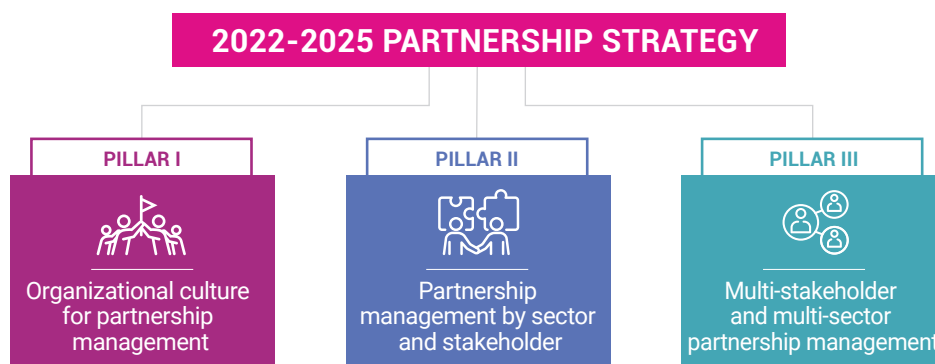 2022-2025 PARTNERSHIP STRATEGY
PILLAR I
Organizational culture
for partnership
management
PILLAR II
Partnership
management by sector
and stakeholder
PILLAR III
Multi-stakeholder
and multi-sector
partnership management